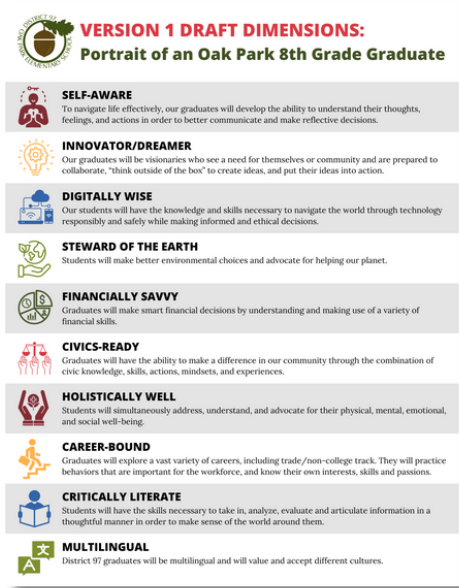 DISTRICT 97
OAK PARK ELEMENTARY SCHOOLS
VERSION 1 DRAFT DIMENSIONS:
Portrait of an Oak Park 8th Grade Graduate
SELF-AWARE
To navigate life effectively, our graduates will develop the ability to understand their thoughts,
feelings, and actions in order to better communicate and make reflective decisions.
INNOVATOR/DREAMER
Our graduates will be visionaries who see a need for themselves or community and are prepared to
collaborate, "think outside of the box" to create ideas, and put their ideas into action.
DIGITALLY WISE
Our students will have the knowledge and skills necessary to navigate the world through technology
responsibly and safely while making informed and ethical decisions.
STEWARD OF THE EARTH
Students will make better environmental choices and advocate for helping our planet.
FINANCIALLY SAVVY
Graduates will make smart financial decisions by understanding and making use of a variety of
financial skills.
CIVICS-READY
Graduates will have the ability to make a difference in our community through the combination of
civic knowledge, skills, actions, mindsets, and experiences.
HOLISTICALLY WELL
Students will simultaneously address, understand, and advocate for their physical, mental, emotional,
and social well-being.
CAREER-BOUND
Graduates will explore a vast variety of careers, including trade/non-college track. They will practice
behaviors that are important for the workforce, and know their own interests, skills and passions.
CRITICALLY LITERATE
Students will have the skills necessary to take in, analyze, evaluate and articulate information in a
thoughtful manner in order to make sense of the world around them.
MULTILINGUAL
District 97 graduates will be multilingual and will value and accept different cultures.
A
文